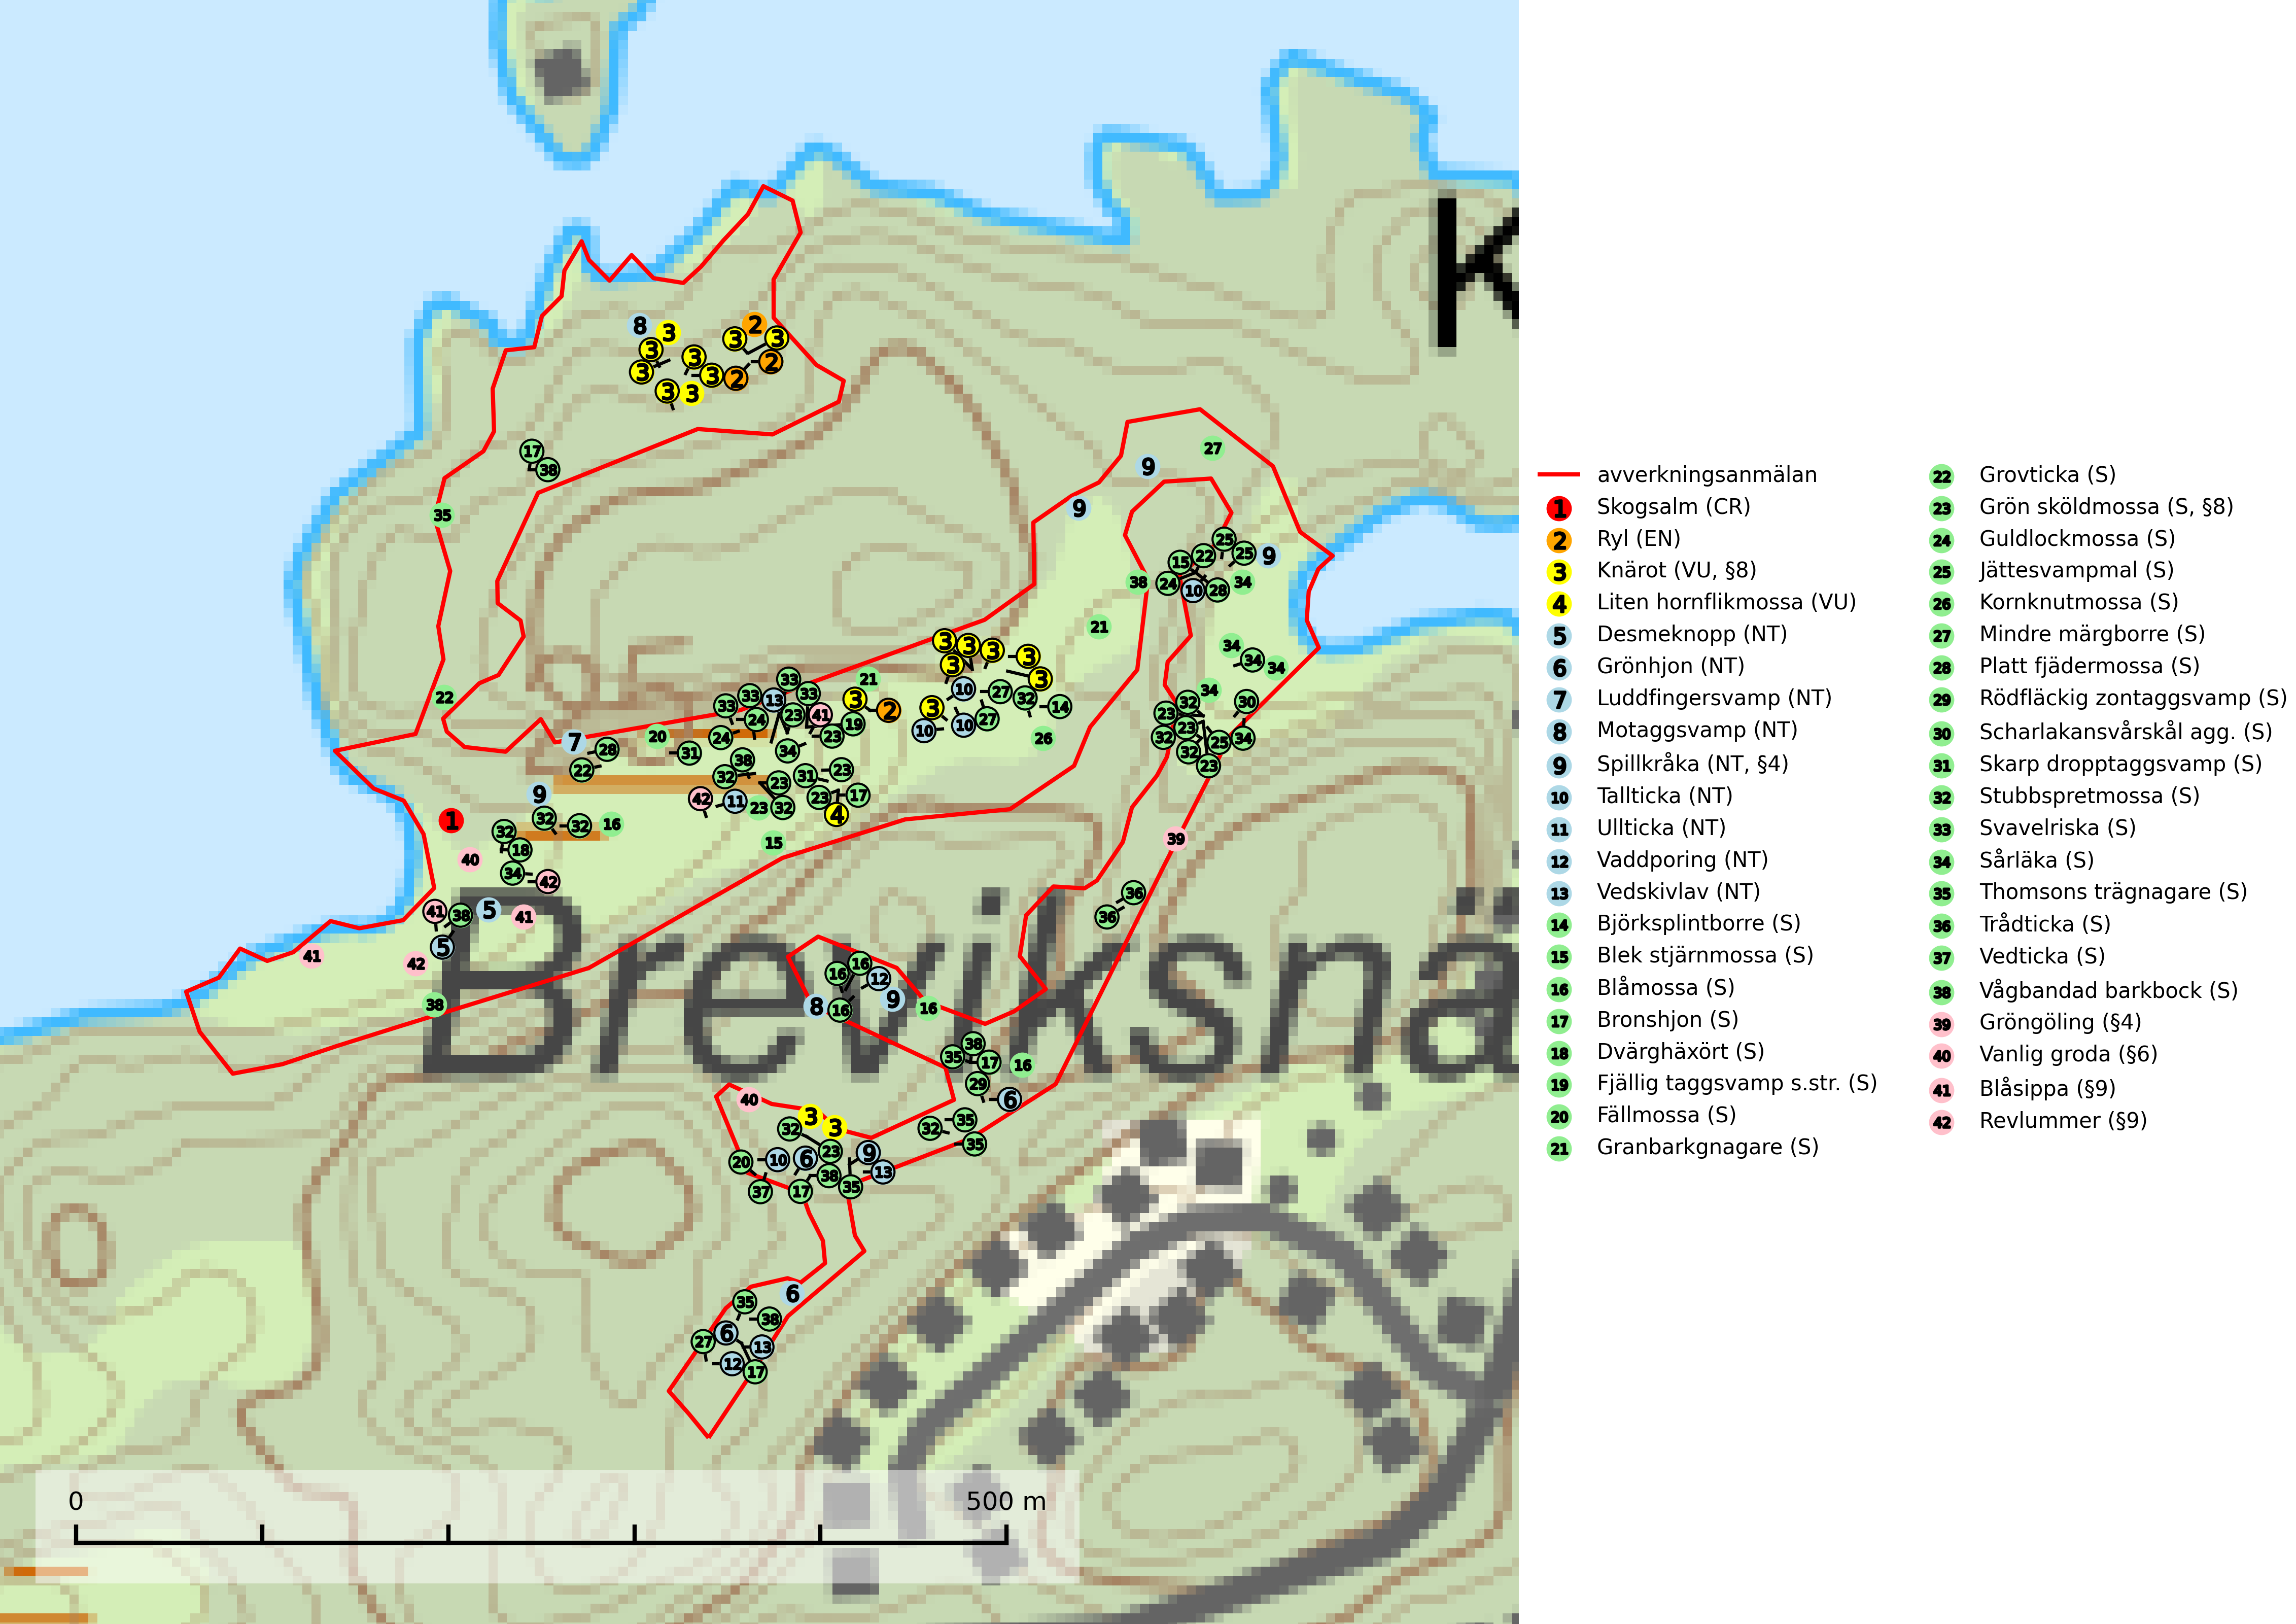 K
Breviksnä
0 500 m
avverkningsanmälan
1 Skogsalm (CR)
2 Ryl (EN)
3 Knärot (VU, §8)
4 Liten hornflikmossa (VU)
5 Desmeknopp (NT)
6 Grönhjon (NT)
7 Luddfingersvamp (NT)
8 Motaggsvamp (NT)
9 Spillkråka (NT, §4)
10 Tallticka (NT)
11 Ullticka (NT)
12 Vaddporing (NT)
13 Vedskivlav (NT)
14 Björksplintborre (S)
15 Blek stjärnmossa (S)
16 Blåmossa (S)
17 Bronshjon (S)
18 Dvärghäxört (S)
19 Fjällig taggsvamp s.str. (S)
20 Fällmossa (S)
21 Granbarkgnagare (S)
22 Grovticka (S)
23 Grön sköldmossa (S, §8)
24 Guldlockmossa (S)
25 Jättesvampmal (S)
26 Kornknutmossa (S)
27 Mindre märgborre (S)
28 Platt fjädermossa (S)
29 Rödfläckig zontaggsvamp (S)
30 Scharlakansvårskål agg. (S)
31 Skarp dropptaggsvamp (S)
32 Stubbspretmossa (S)
33 Svavelriska (S)
34 Sårläka (S)
35 Thomsons trägnagare (S)
36 Trådticka (S)
37 Vedticka (S)
38 Vågbandad barkbock (S)
39 Gröngöling (§4)
40 Vanlig groda (§6)
41 Blåsippa (§9)
42 Revlummer (§9)